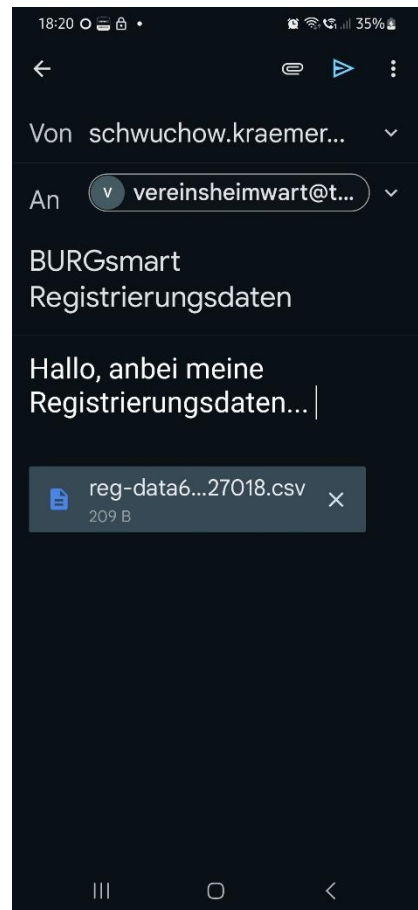 18:20 35%
Von schwuchow.kraemer...
An v vereinsheimwart@t...
BURGsmart
Registrierungsdaten
Hallo, anbei meine
Registrierungsdaten...
reg-data6...27018.csv
209 B